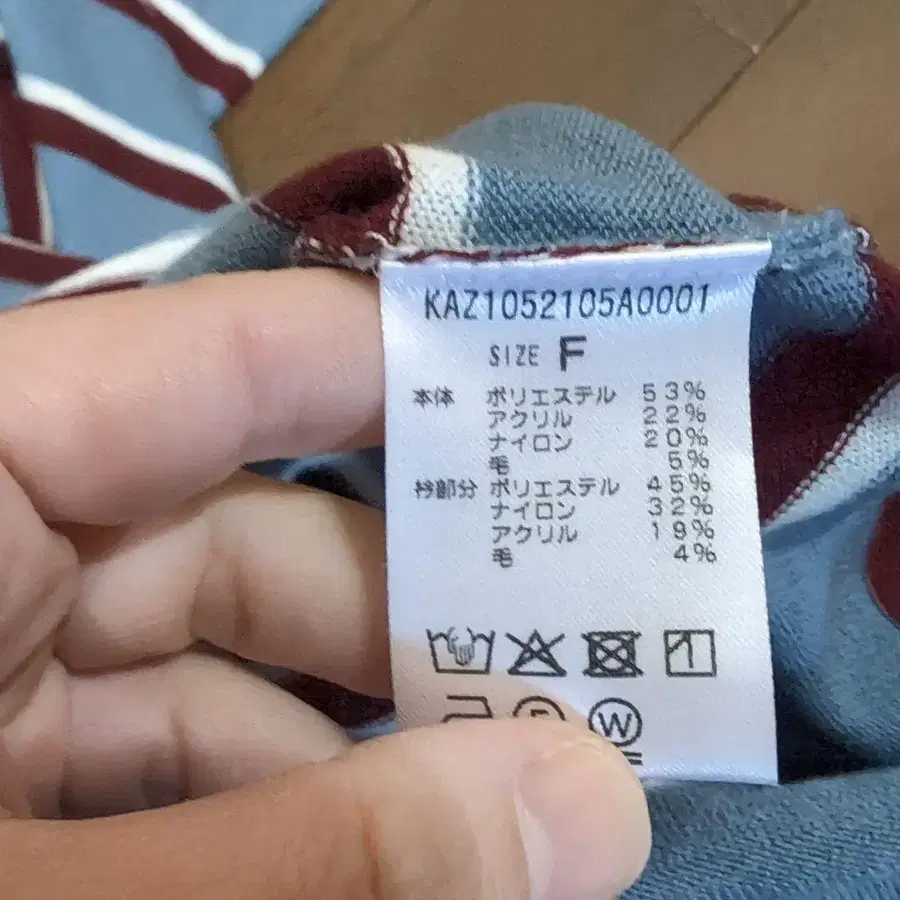 KAZ1052105A0001
SIZE F
本体 ポリエステル 53%
アクリル 22%
ナイロン 20%
毛 5%
衿部分 ポリエステル 45%
ナイロン 32%
アクリル 19%
毛 4%
W